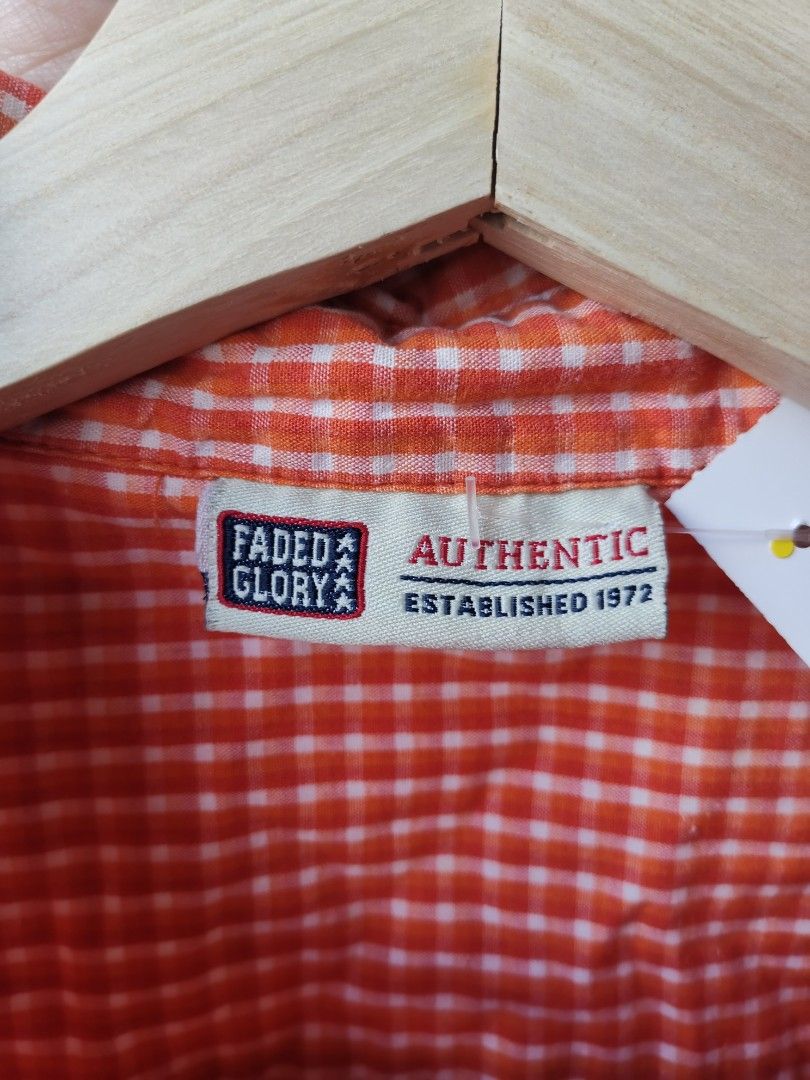 FADED
GLORY
AUTHENTIC
ESTABLISHED 1972